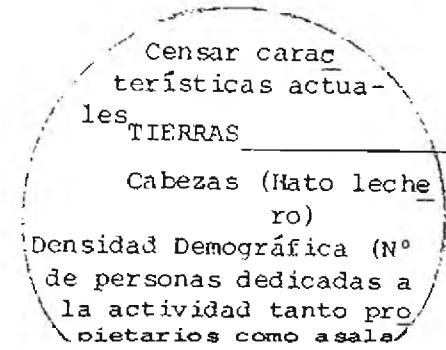 Censar carac
terísticas actua-
les
TIERRAS
Cabezas (Hato leche
ro)
Densidad Demográfica (N°
de personas dedicadas a
la actividad tanto pro
pietarios como asala